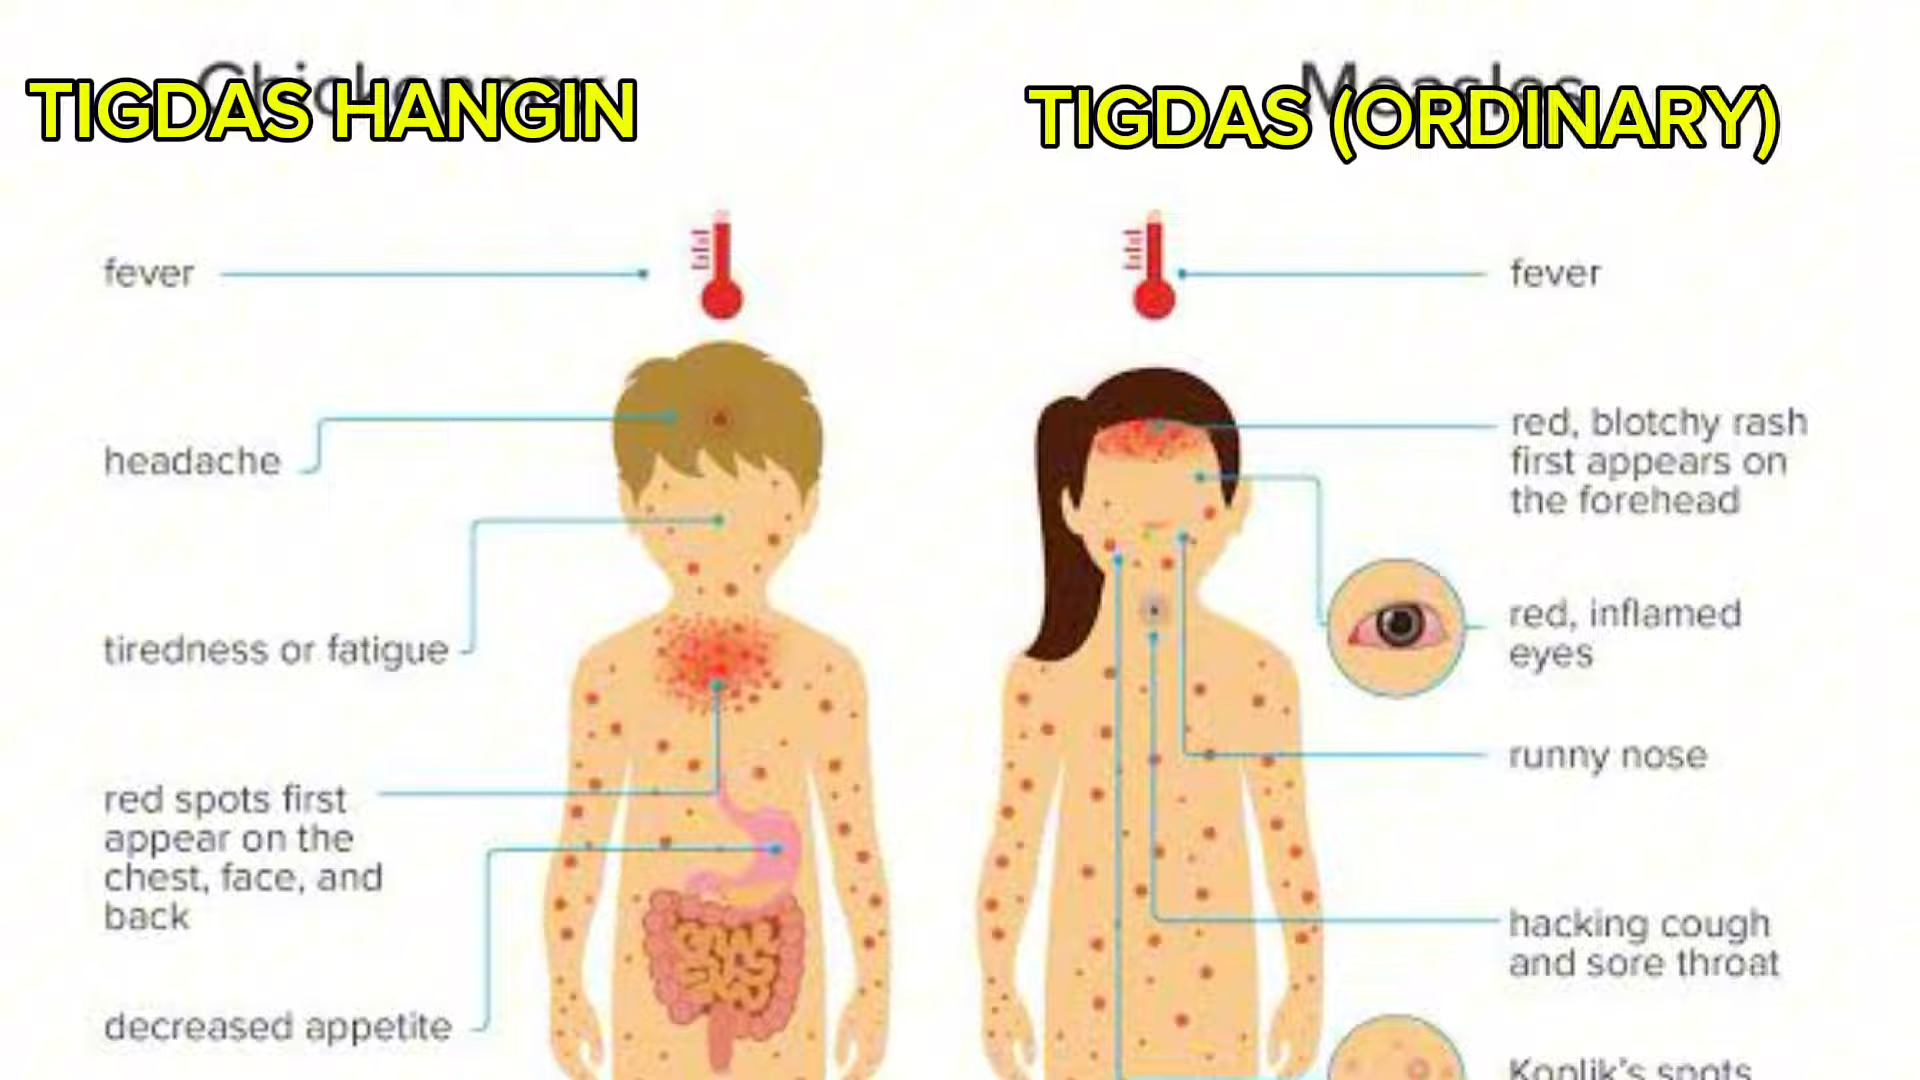 TIGDAS HANGIN
fever
headache
tiredness or fatigue
red spots first
appear on the
chest, face, and
back
decreased appetite
TIGDAS (ORDINARY)
Measles
fever
red, blotchy rash
first appears on
the forehead
red, inflamed
eyes
runny nose
hacking cough
and sore throat
Koplik's spots